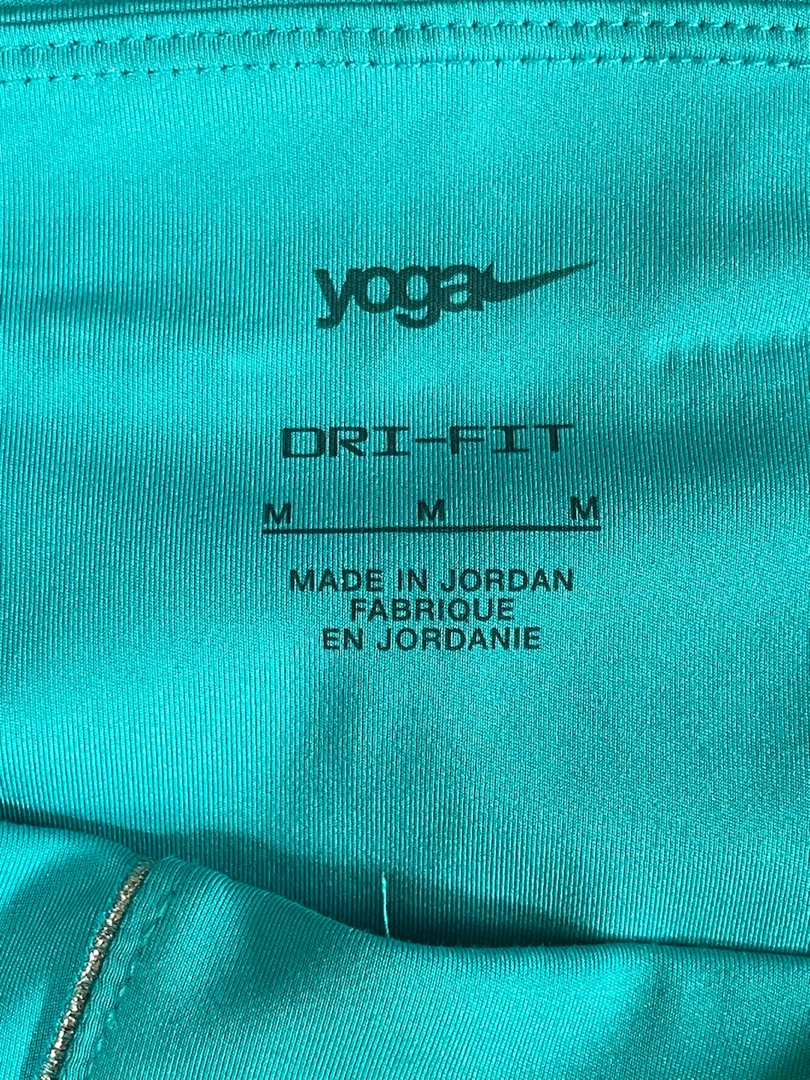 yoga
DRI-FIT
M M M
MADE IN JORDAN
FABRIQUE
EN JORDANIE